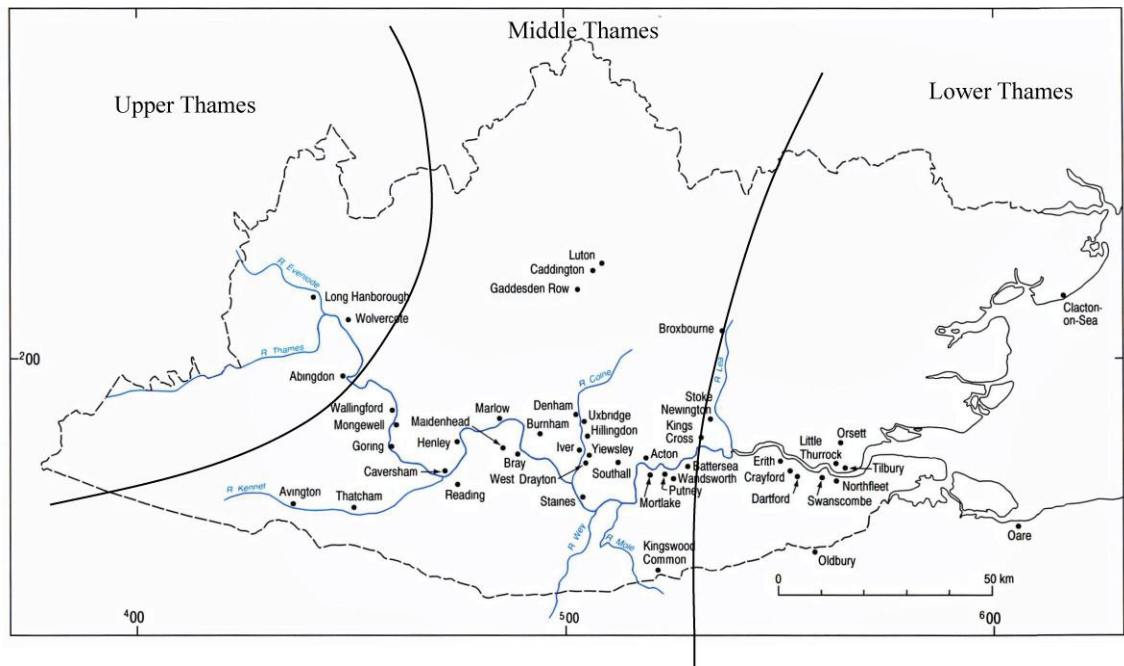 Middle Thames
Upper Thames
Lower Thames
R Evenlode
Long Hanborough
Wolvercote
R Thames
Abingdon
Luton
Caddington
Gaddesden Row
Broxbourne
R Lea
Clacton-
on-Sea
200
Wallingford
Mongewell
Goring
Maidenhead
Marlow
Henley
Burnham
Bray
Caversham
Reading
R Kennet
Avington
Thatcham
R Colne
Denham
Uxbridge
Hillingdon
Iver
Yiewsley
West Drayton
Southall
Staines
Stoke
Newington
Kings
Cross
Acton
Battersea
Wandsworth
Putney
Mortlake
R Wey
R Mole
Kingswood
Common
Erith
Crayford
Dartford
Little
Thurrock
Orsett
Tilbury
Northfleet
Swanscombe
Oldbury
Oare
0
50 km
400
500
600